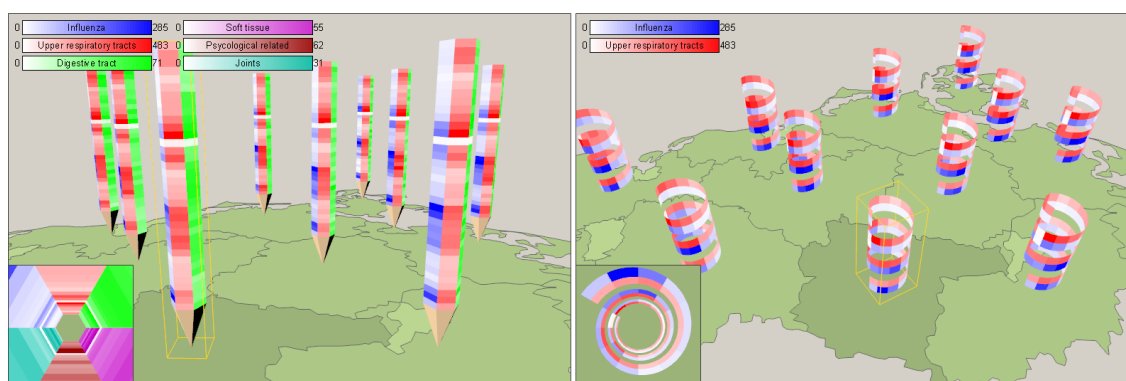 0 Influenza 285 0 Soft tissue 55
0 Upper respiratory tracts 483 0 Psycological related 62
0 Digestive tract 71 0 Joints 31
0 Influenza 285
0 Upper respiratory tracts 483